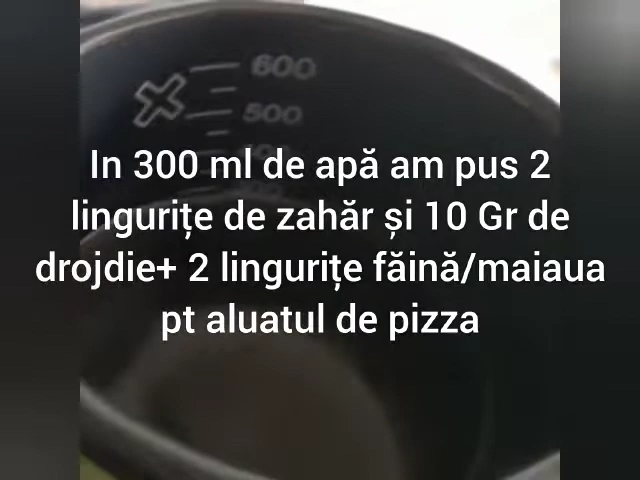 600
500
In 300 ml de apă am pus 2
lingurițe de zahăr și 10 Gr de
drojdie+ 2 lingurițe făină/maiaua
pt aluatul de pizza